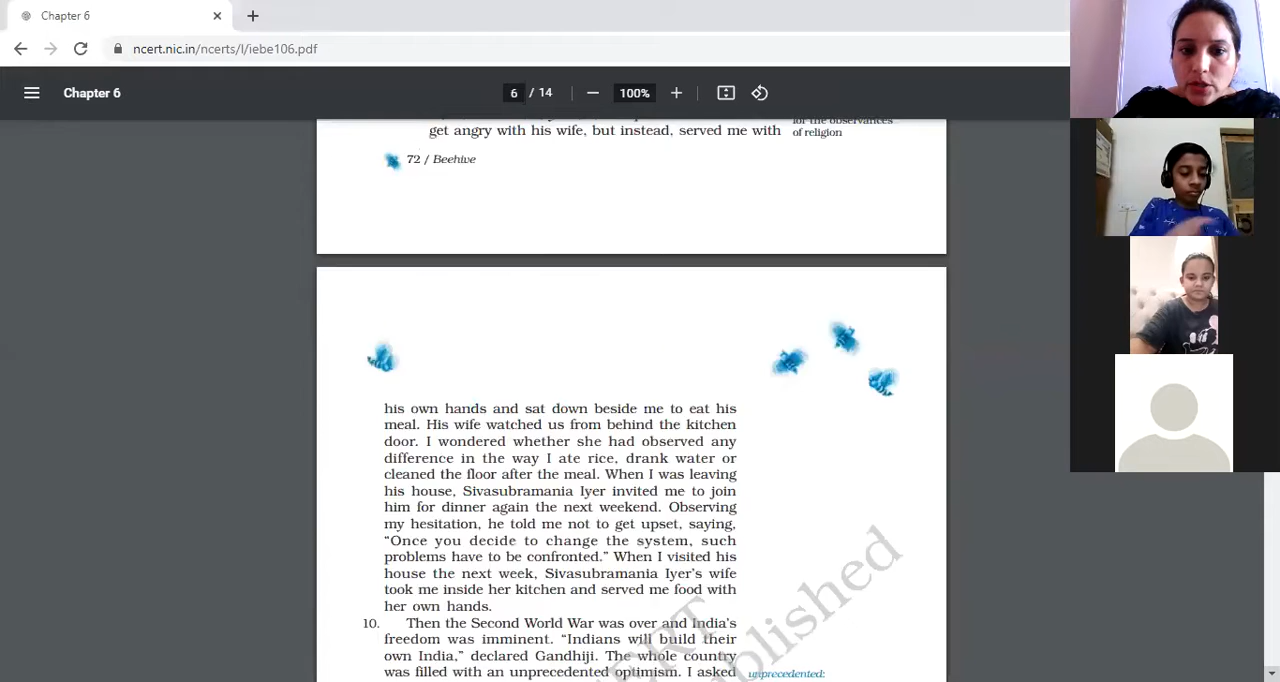 Chapter 6
ncert.nic.in/ncerts/l/iebe106.pdf
Chapter 6
6 / 14
100%
for the observances
get angry with his wife, but instead, served me with
of religion
72 / Beehive
his own hands and sat down beside me to eat his
meal. His wife watched us from behind the kitchen
door. I wondered whether she had observed any
difference in the way I ate rice, drank water or
cleaned the floor after the meal. When I was leaving
his house, Sivasubramania Iyer invited me to join
him for dinner again the next weekend. Observing
my hesitation, he told me not to get upset, saying,
“Once you decide to change the system, such
problems have to be confronted.” When I visited his
house the next week, Sivasubramania Iyer’s wife
took me inside her kitchen and served me food with
her own hands.
10. Then the Second World War was over and India’s
freedom was imminent. “Indians will build their
own India,” declared Gandhiji. The whole country
was filled with an unprecedented optimism. I asked
unprecedented: